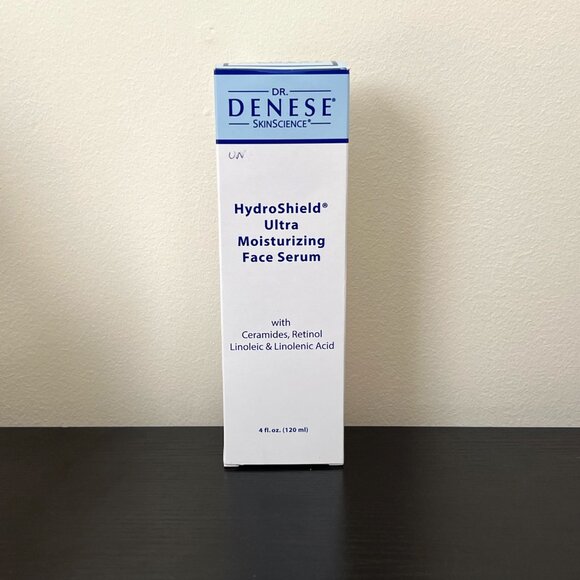 DR.
DENESE®
SKINSCIENCE®
HydroShield®
Ultra
Moisturizing
Face Serum
with
Ceramides, Retinol
Linoleic & Linolenic Acid
4 fl. oz. (120 ml)